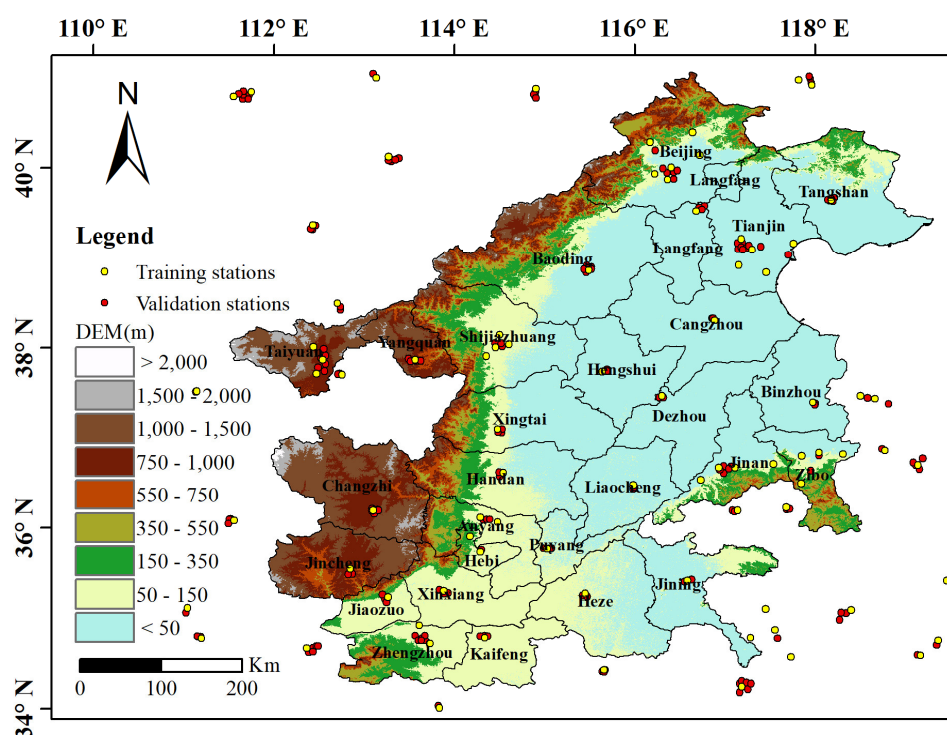 110° E 112° E 114° E 116° E 118° E
N
40° N
38° N
36° N
34° N
Legend
Training stations
Validation stations
DEM(m)
> 2,000
1,500 - 2,000
1,000 - 1,500
750 - 1,000
550 - 750
350 - 550
150 - 350
50 - 150
< 50
Km
0 100 200
Beijing
Langfang
Tangshan
Tianjin
Langfang
Baoding
Cangzhou
Shijiazhuang
Yangquan
Taiyuan
Hengshui
Binzhou
Dezhou
Xingtai
Jinan
Zibo
Handan
Liaocheng
Changzhi
Anyang
Puyang
Hebi
Jincheng
Jining
Xinxiang
Heze
Jiaozuo
Zhengzhou
Kaifeng